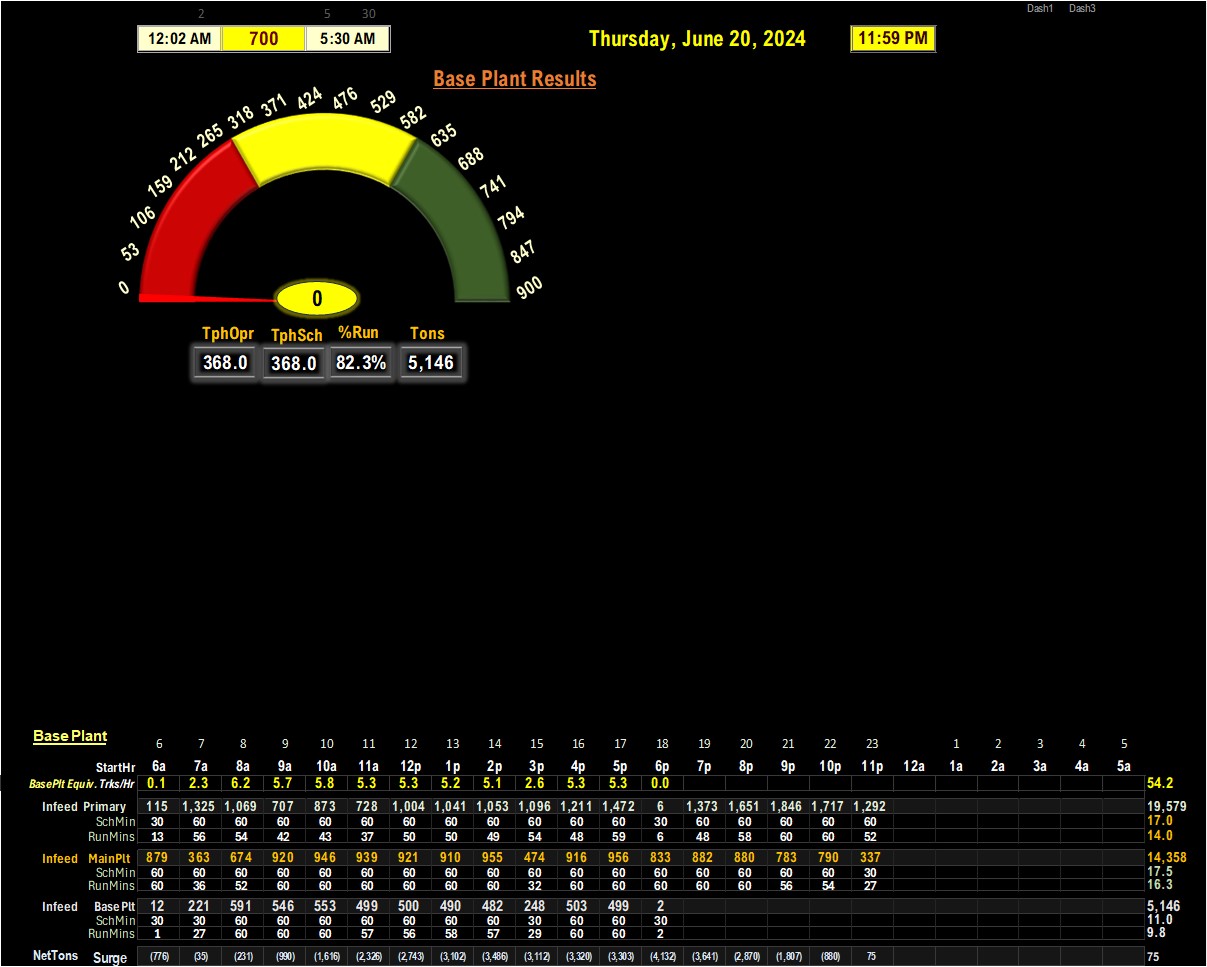 2 5 30 Dash1 Dash3
12:02 AM 700 5:30 AM Thursday, June 20, 2024 11:59 PM
Base Plant Results
0 53 106 159 212 265 318 371 424 476 529 582 635 688 741 794 847 900
0
TphOpr TphSch %Run Tons
368.0 368.0 82.3% 5,146
Base Plant
6 7 8 9 10 11 12 13 14 15 16 17 18 19 20 21 22 23 1 2 3 4 5
StartHr 6a 7a 8a 9a 10a 11a 12p 1p 2p 3p 4p 5p 6p 7p 8p 9p 10p 11p 12a 1a 2a 3a 4a 5a
BasePlt Equiv. Trks/Hr 0.1 2.3 6.2 5.7 5.8 5.3 5.3 5.2 5.1 2.6 5.3 5.3 0.0 54.2
Infeed Primary 115 1,325 1,069 707 873 728 1,004 1,041 1,053 1,096 1,211 1,472 6 1,373 1,651 1,846 1,717 1,292 19,579
SchMin 30 60 60 60 60 60 60 60 60 60 60 60 30 60 60 60 60 60 17.0
RunMins 13 56 54 42 43 37 50 50 49 54 48 59 6 48 58 60 60 52 14.0
Infeed MainPlt 879 363 674 920 946 939 921 910 955 474 916 956 833 882 880 783 790 337 14,358
SchMin 60 60 60 60 60 60 60 60 60 60 60 60 60 60 60 60 60 30 17.5
RunMins 60 36 52 60 60 60 60 60 60 32 60 60 60 60 60 56 54 27 16.3
Infeed BasePlt 12 221 591 546 553 499 500 490 482 248 503 499 2 5,146
SchMin 30 30 60 60 60 60 60 60 60 30 60 60 30 11.0
RunMins 1 27 60 60 60 57 56 58 57 29 60 60 2 9.8
NetTons Surge (776) (35) (231) (990) (1,616) (2,326) (2,743) (3,102) (3,486) (3,112) (3,320) (3,303) (4,132) (3,641) (2,870) (1,807) (880) 75 75